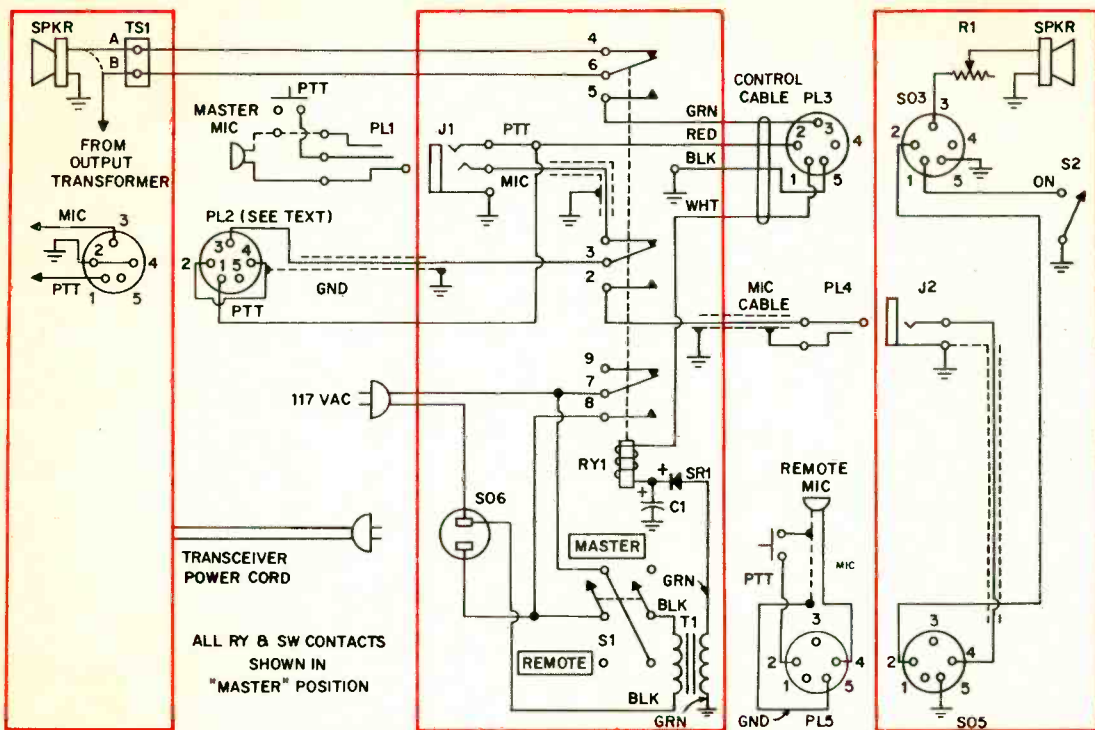 SPKR
TS1
A
B
FROM
OUTPUT
TRANSFORMER
MIC
3
2
4
PTT
1
5
MASTER
MIC
PTT
PL1
PL2 (SEE TEXT)
3
2
1
5
4
GND
PTT
117 VAC
TRANSCEIVER
POWER CORD
ALL RY & SW CONTACTS
SHOWN IN
"MASTER" POSITION
4
6
5
J1
PTT
MIC
3
2
9
7
8
RY1
+
+
SR1
C1
SO6
MASTER
S1
REMOTE
GRN
BLK
T1
BLK
GRN
CONTROL
CABLE
PL3
GRN
RED
BLK
WHT
2
3
4
1
5
MIC
CABLE
PL4
REMOTE
MIC
PTT
MIC
3
2
4
1
5
GND
PL5
R1
SPKR
SO3
3
2
4
1
5
S2
ON
J2
3
2
4
1
5
SO5